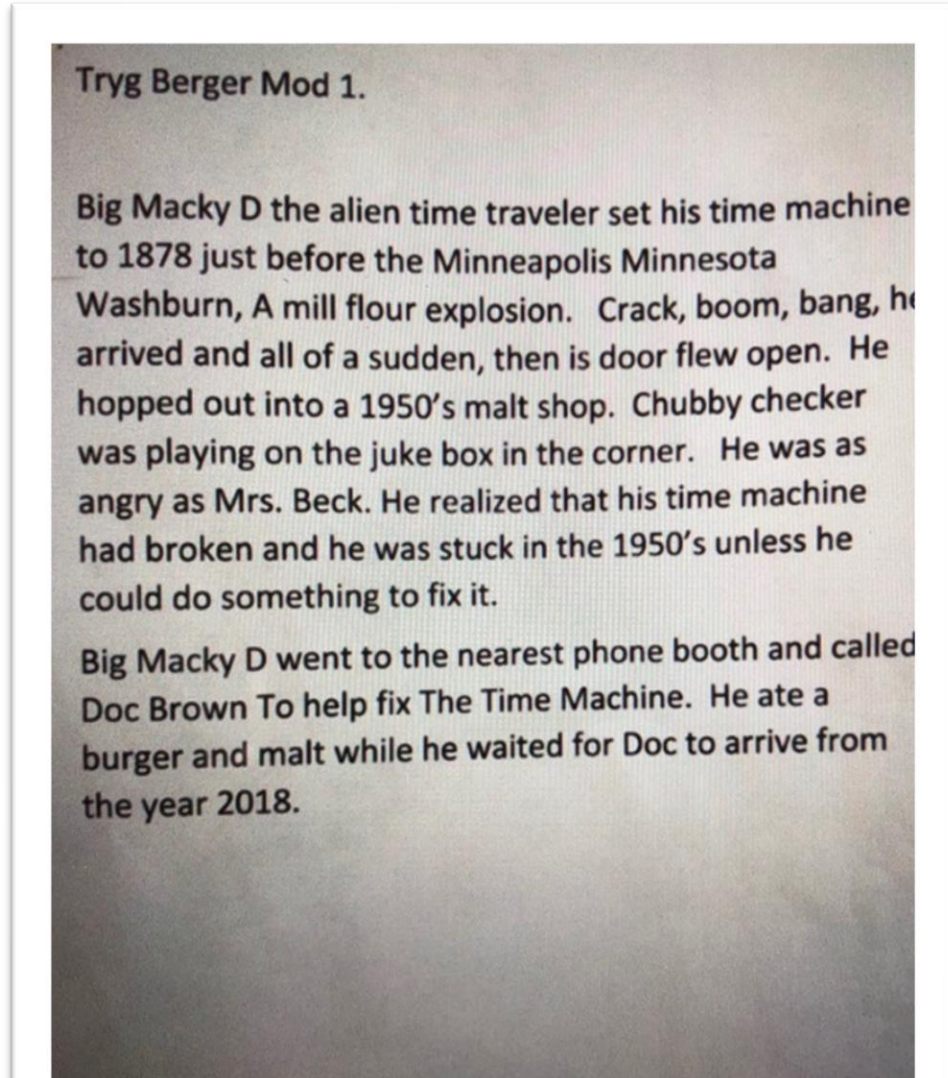 Tryg Berger Mod 1.
Big Macky D the alien time traveler set his time machine
to 1878 just before the Minneapolis Minnesota
Washburn, A mill flour explosion.   Crack, boom, bang, he
arrived and all of a sudden, then is door flew open.  He
hopped out into a 1950's malt shop.  Chubby checker
was playing on the juke box in the corner.   He was as
angry as Mrs. Beck. He realized that his time machine
had broken and he was stuck in the 1950's unless he
could do something to fix it.
Big Macky D went to the nearest phone booth and called
Doc Brown To help fix The Time Machine.  He ate a
burger and malt while he waited for Doc to arrive from
the year 2018.